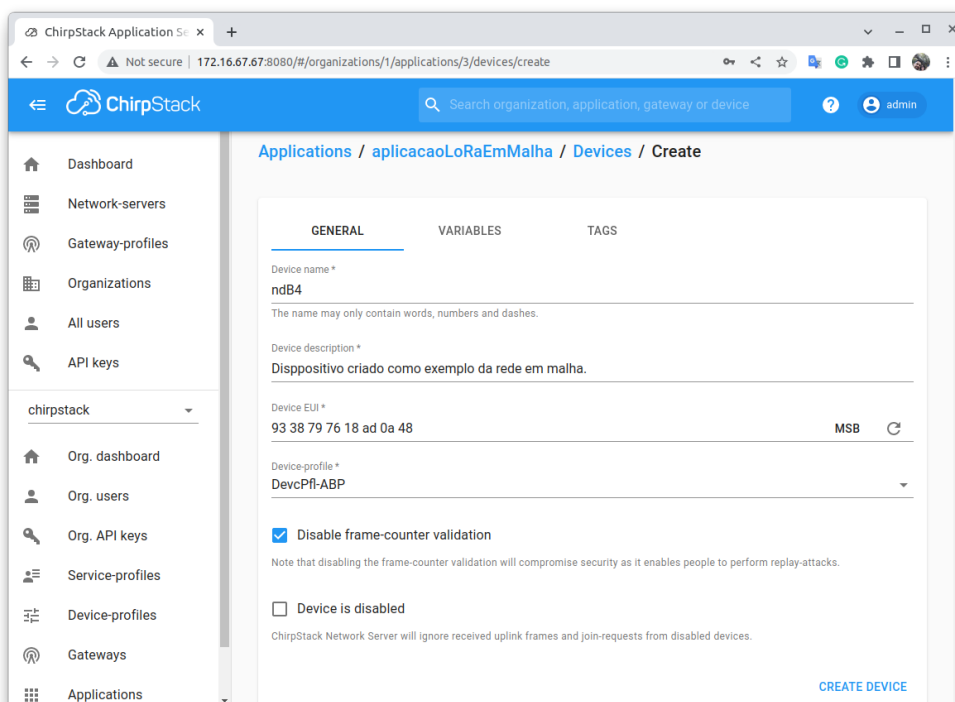 ChirpStack Application Se
Not secure | 172.16.67.67:8080/#/organizations/1/applications/3/devices/create
ChirpStack
Search organization, application, gateway or device
? admin
Dashboard
Network-servers
Gateway-profiles
Organizations
All users
API keys
chirpstack
Org. dashboard
Org. users
Org. API keys
Service-profiles
Device-profiles
Gateways
Applications
Applications / aplicacaoLoRaEmMalha / Devices / Create
GENERAL VARIABLES TAGS
Device name *
ndB4
The name may only contain words, numbers and dashes.
Device description *
Disppositivo criado como exemplo da rede em malha.
Device EUI *
93 38 79 76 18 ad 0a 48 MSB
Device-profile *
DevcPfl-ABP
Disable frame-counter validation
Note that disabling the frame-counter validation will compromise security as it enables people to perform replay-attacks.
Device is disabled
ChirpStack Network Server will ignore received uplink frames and join-requests from disabled devices.
CREATE DEVICE